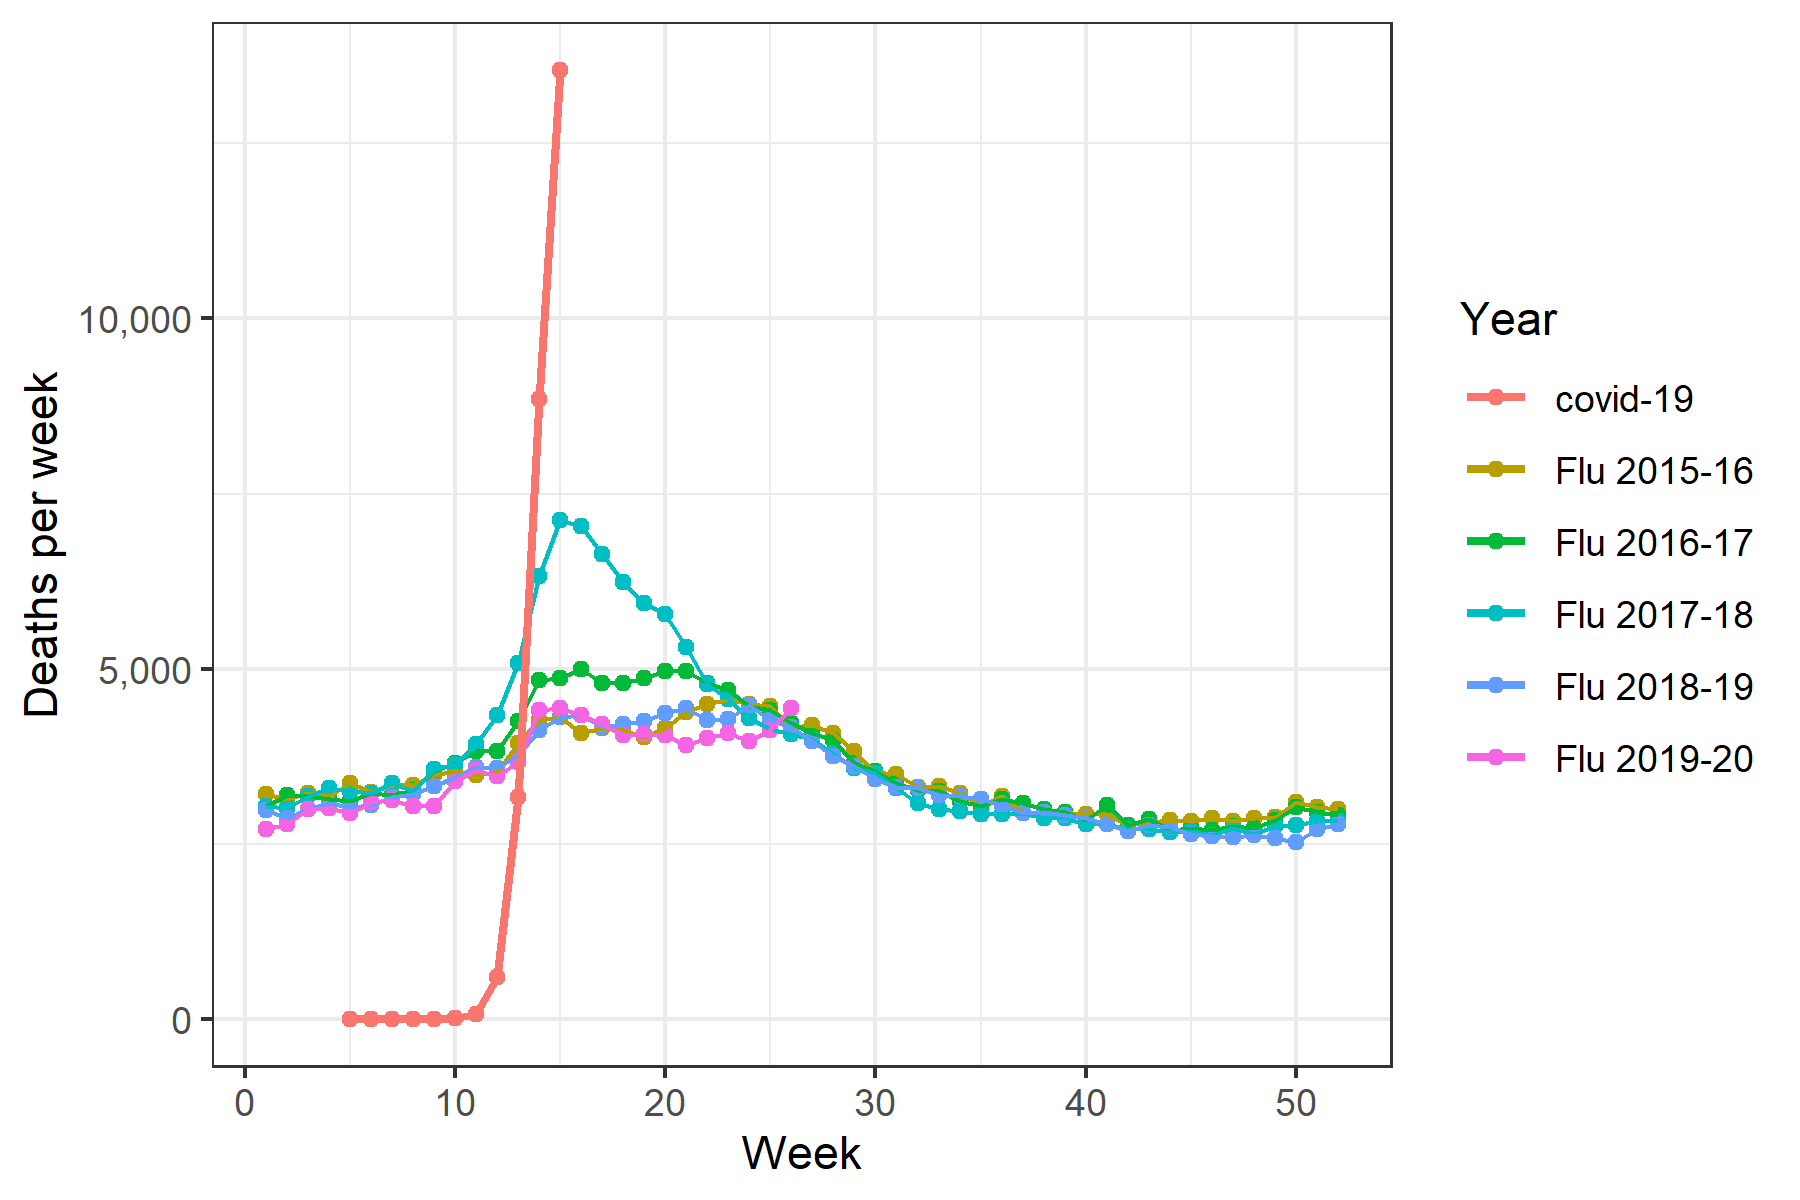 Deaths per week
10,000
5,000
0
0 10 20 30 40 50
Week
Year
covid-19
Flu 2015-16
Flu 2016-17
Flu 2017-18
Flu 2018-19
Flu 2019-20